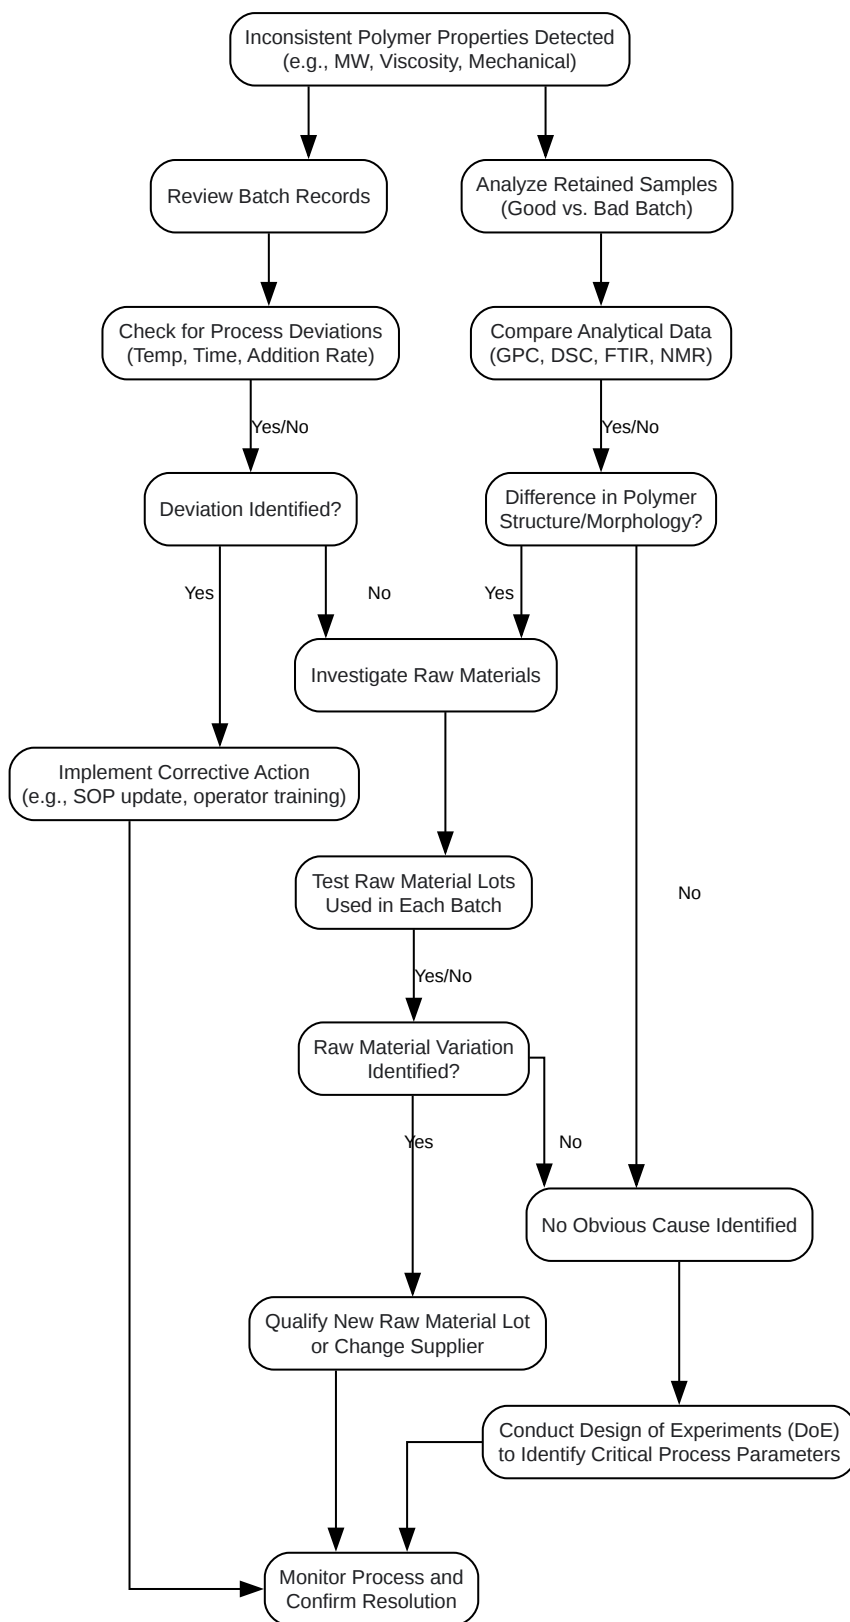 Inconsistent Polymer Properties Detected
(e.g., MW, Viscosity, Mechanical)
Review Batch Records
Analyze Retained Samples
(Good vs. Bad Batch)
Check for Process Deviations
(Temp, Time, Addition Rate)
Compare Analytical Data
(GPC, DSC, FTIR, NMR)
Yes/No
Yes/No
Deviation Identified?
Difference in Polymer
Structure/Morphology?
Yes
No
Yes
Investigate Raw Materials
Implement Corrective Action
(e.g., SOP update, operator training)
Test Raw Material Lots
Used in Each Batch
No
Yes/No
Raw Material Variation
Identified?
Yes
No
No Obvious Cause Identified
Qualify New Raw Material Lot
or Change Supplier
Conduct Design of Experiments (DoE)
to Identify Critical Process Parameters
Monitor Process and
Confirm Resolution